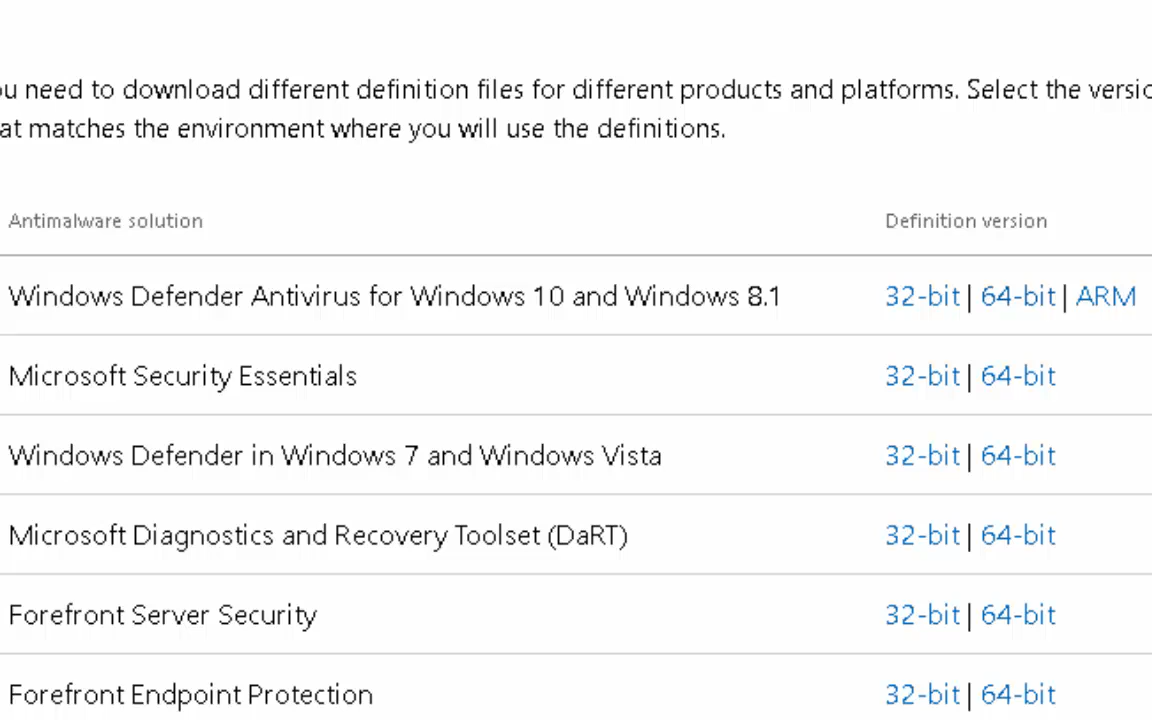 need to download different definition files for different products and platforms. Select the
matches the environment where you will use the definitions.
Antimalware solution Definition version
Windows Defender Antivirus for Windows 10 and Windows 8.1 32-bit | 64-bit | ARM
Microsoft Security Essentials 32-bit | 64-bit
Windows Defender in Windows 7 and Windows Vista 32-bit | 64-bit
Microsoft Diagnostics and Recovery Toolset (DaRT) 32-bit | 64-bit
Forefront Server Security 32-bit | 64-bit
Forefront Endpoint Protection 32-bit | 64-bit